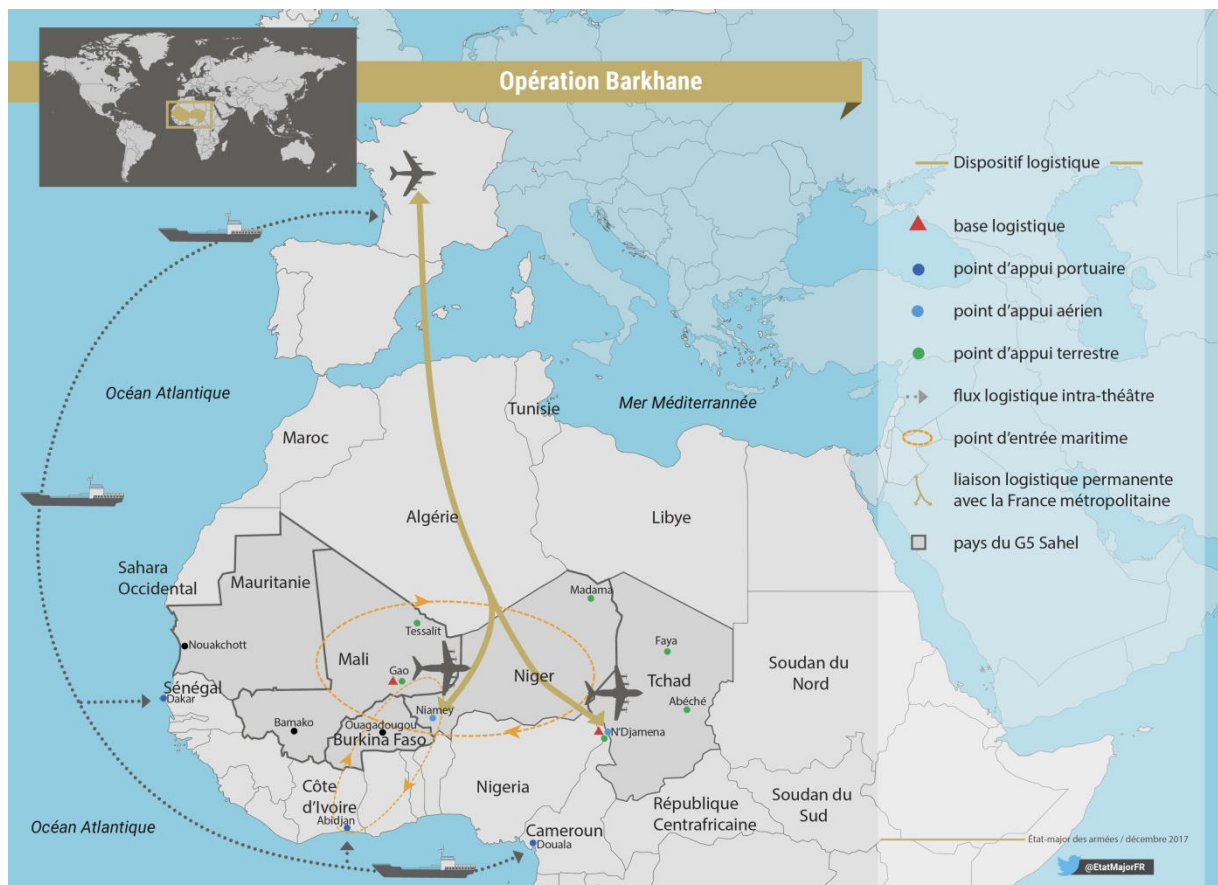 Opération Barkhane
Dispositif logistique
base logistique
point d'appui portuaire
point d'appui aérien
point d'appui terrestre
flux logistique intra-théâtre
point d'entrée maritime
liaison logistique permanente
avec la France métropolitaine
pays du G5 Sahel
Océan Atlantique
Mer Méditerrannée
Tunisie
Maroc
Algérie
Libye
Sahara
Occidental
Mauritanie
Madama
Tessalit
Faya
Nouakchott
Mali
Gao
Niger
Tchad
Soudan du
Nord
Sénégal
Dakar
Abéché
Niamey
Bamako
Ouagadougou
Burkina Faso
N'Djamena
Côte
d'Ivoire
Abidjan
Nigeria
République
Centrafricaine
Soudan du
Sud
Océan Atlantique
Cameroun
Douala
État-major des armées / décembre 2017
@EtatMajorFR